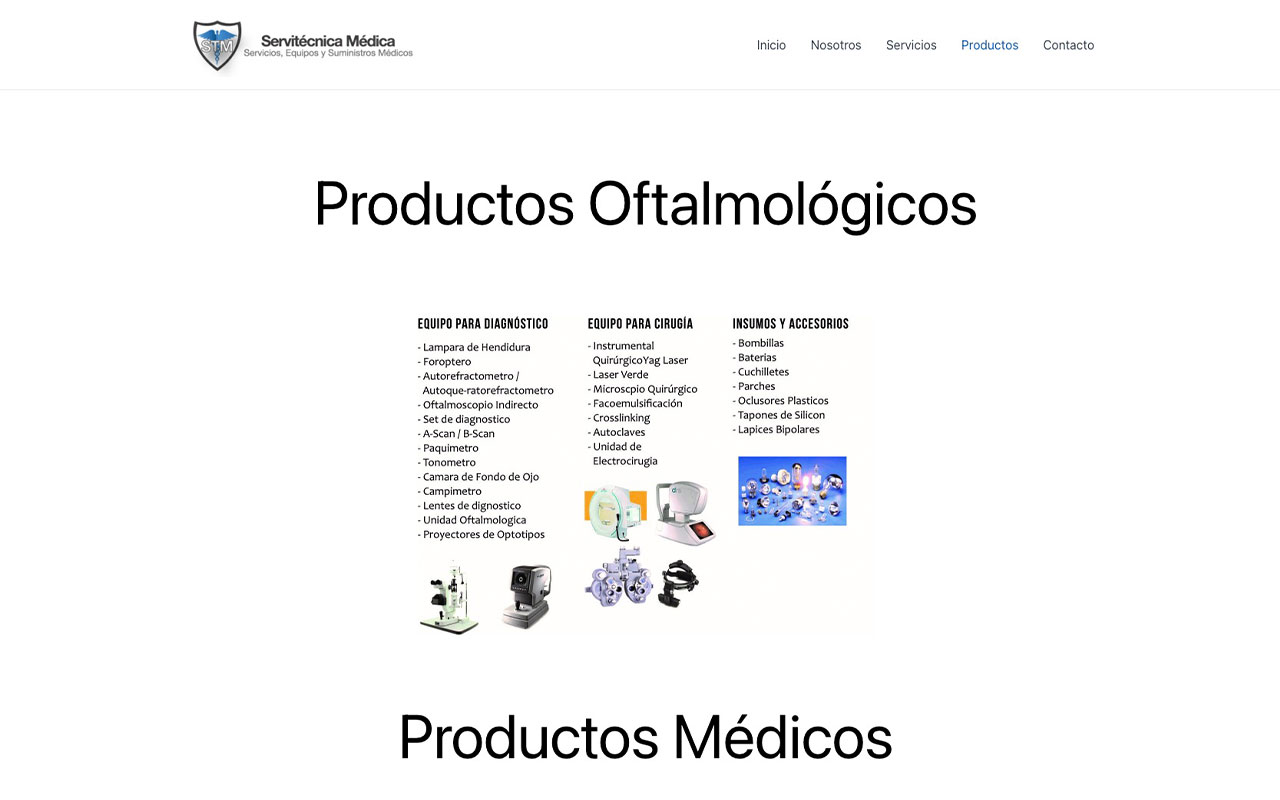 STM
Servitécnica Médica
Servicios, Equipos y Suministros Médicos
Inicio Nosotros Servicios Productos Contacto
Productos Oftalmológicos
EQUIPO PARA DIAGNÓSTICO
- Lampara de Hendidura
- Foroptero
- Autorefractometro /
Autoque-ratorefractometro
- Oftalmoscopio Indirecto
- Set de diagnostico
- A-Scan / B-Scan
- Paquimetro
- Tonometro
- Camara de Fondo de Ojo
- Campimetro
- Lentes de dignostico
- Unidad Oftalmologica
- Proyectores de Optotipos
EQUIPO PARA CIRUGÍA
- Instrumental
QuirúrgicoYag Laser
- Laser Verde
- Microscpio Quirúrgico
- Facoemulsificación
- Crosslinking
- Autoclaves
- Unidad de
Electrocirugia
INSUMOS Y ACCESORIOS
- Bombillas
- Baterias
- Cuchilletes
- Parches
- Oclusores Plasticos
- Tapones de Silicon
- Lapices Bipolares
Productos Médicos